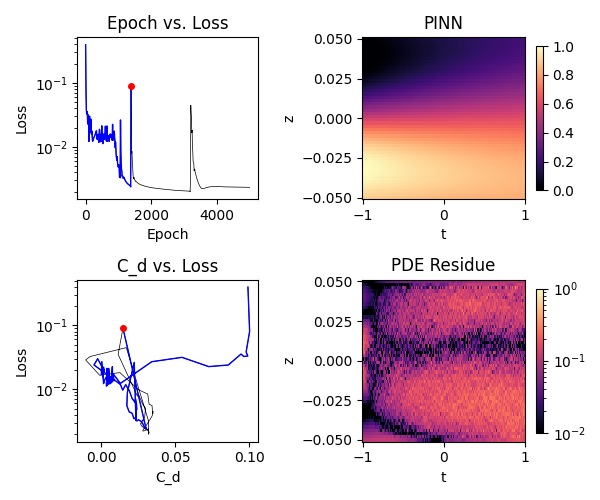 Epoch vs. Loss
10⁻¹
10⁻²
Loss
0
2000
4000
Epoch
PINN
0.050
0.025
0.000
−0.025
−0.050
z
−1
0
1
t
1.0
0.8
0.6
0.4
0.2
0.0
C_d vs. Loss
10⁻¹
10⁻²
Loss
0.00
0.05
0.10
C_d
PDE Residue
0.050
0.025
0.000
−0.025
−0.050
z
−1
0
1
t
10⁰
10⁻¹
10⁻²